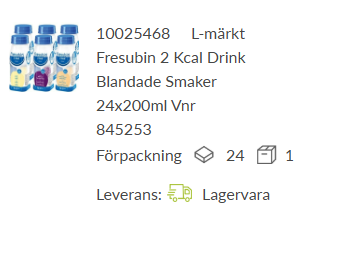 10025468 L-märkt
Fresubin 2 Kcal Drink
Blandade Smaker
24x200ml Vnr
845253
Förpackning 24 1
Leverans: Lagervara